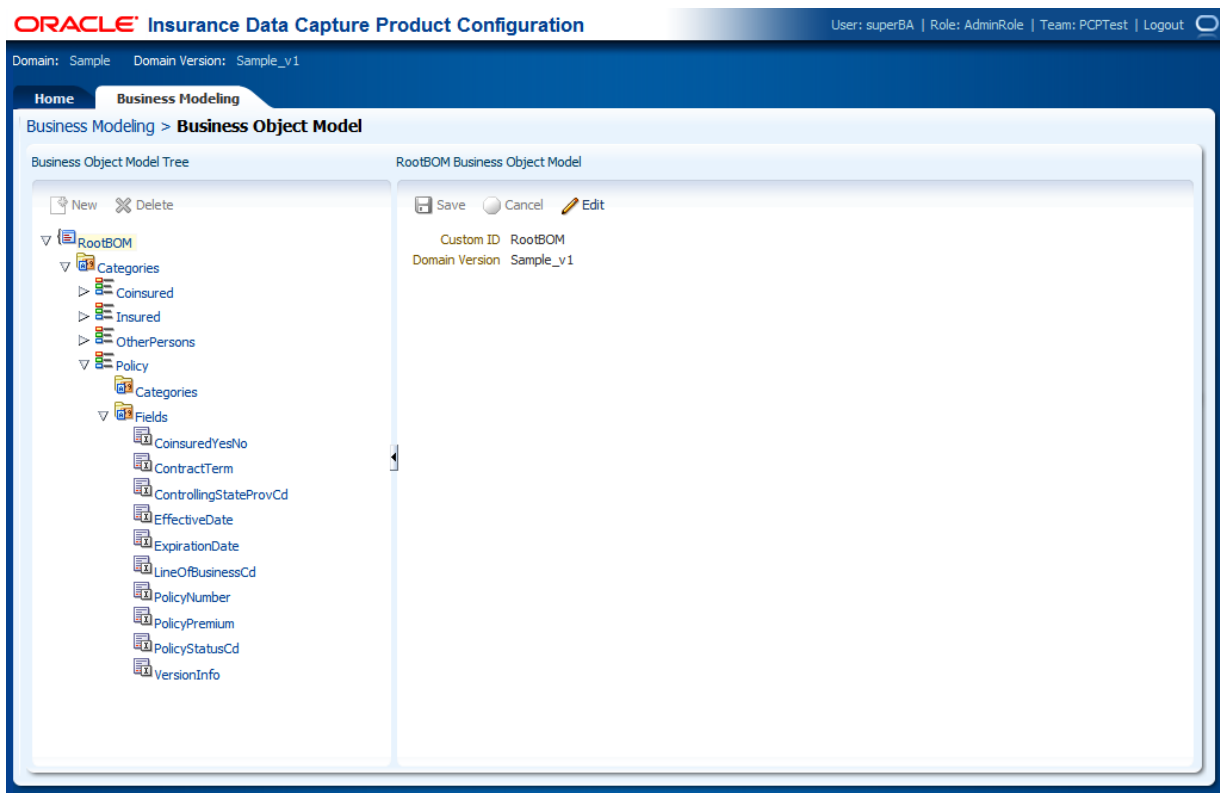 ORACLE Insurance Data Capture Product Configuration
User: superBA | Role: AdminRole | Team: PCPTest | Logout
Domain: Sample Domain Version: Sample_v1
Home Business Modeling
Business Modeling > Business Object Model
Business Object Model Tree
New Delete
RootBOM
Categories
Coinsured
Insured
OtherPersons
Policy
Categories
Fields
CoinsuredYesNo
ContractTerm
ControllingStateProvCd
EffectiveDate
ExpirationDate
LineOfBusinessCd
PolicyNumber
PolicyPremium
PolicyStatusCd
VersionInfo
RootBOM Business Object Model
Save Cancel Edit
Custom ID RootBOM
Domain Version Sample_v1